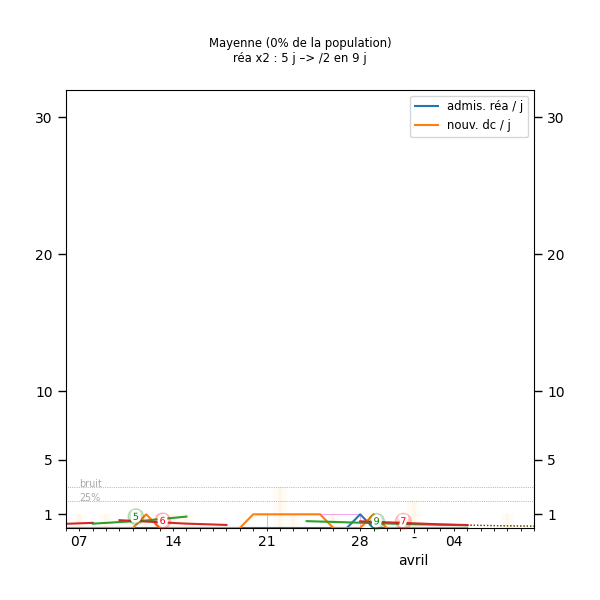 Mayenne (0% de la population)
réa x2 : 5 j –> /2 en 9 j
admis. réa / j
nouv. dc / j
30 30
20 20
10 10
5 5
bruit
25%
1 1
5 6 9 7
07 14 21 28 - 04
avril